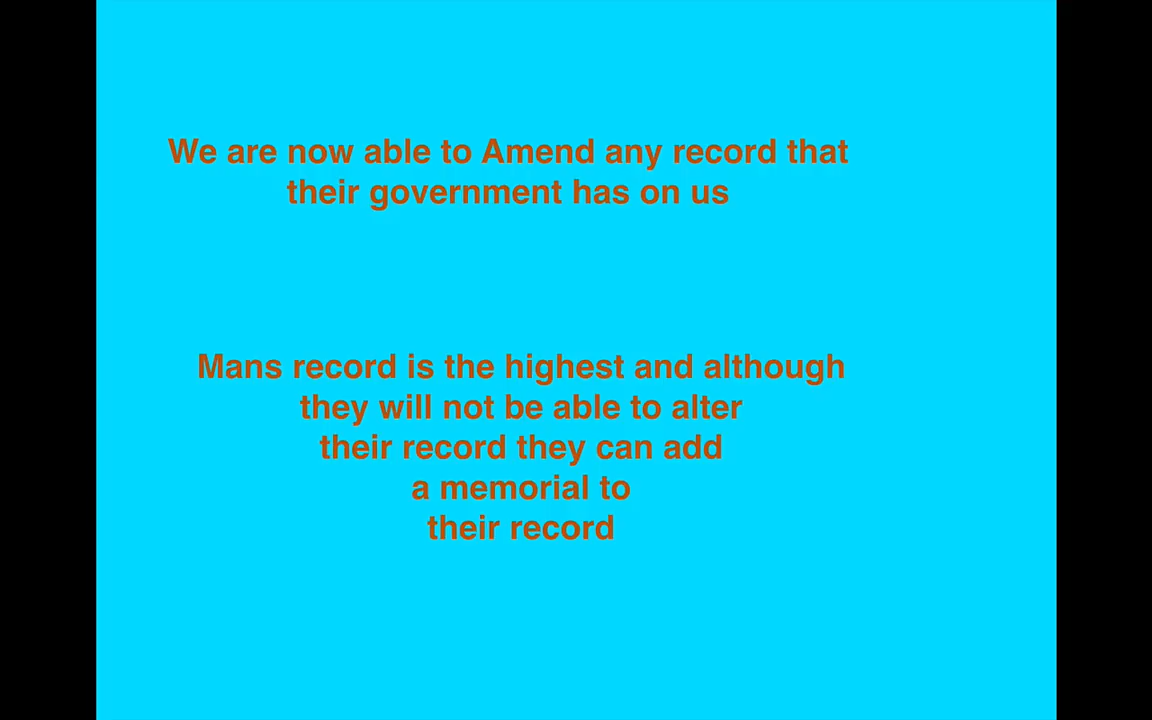 We are now able to Amend any record that
their government has on us
Mans record is the highest and although
they will not be able to alter
their record they can add
a memorial to
their record